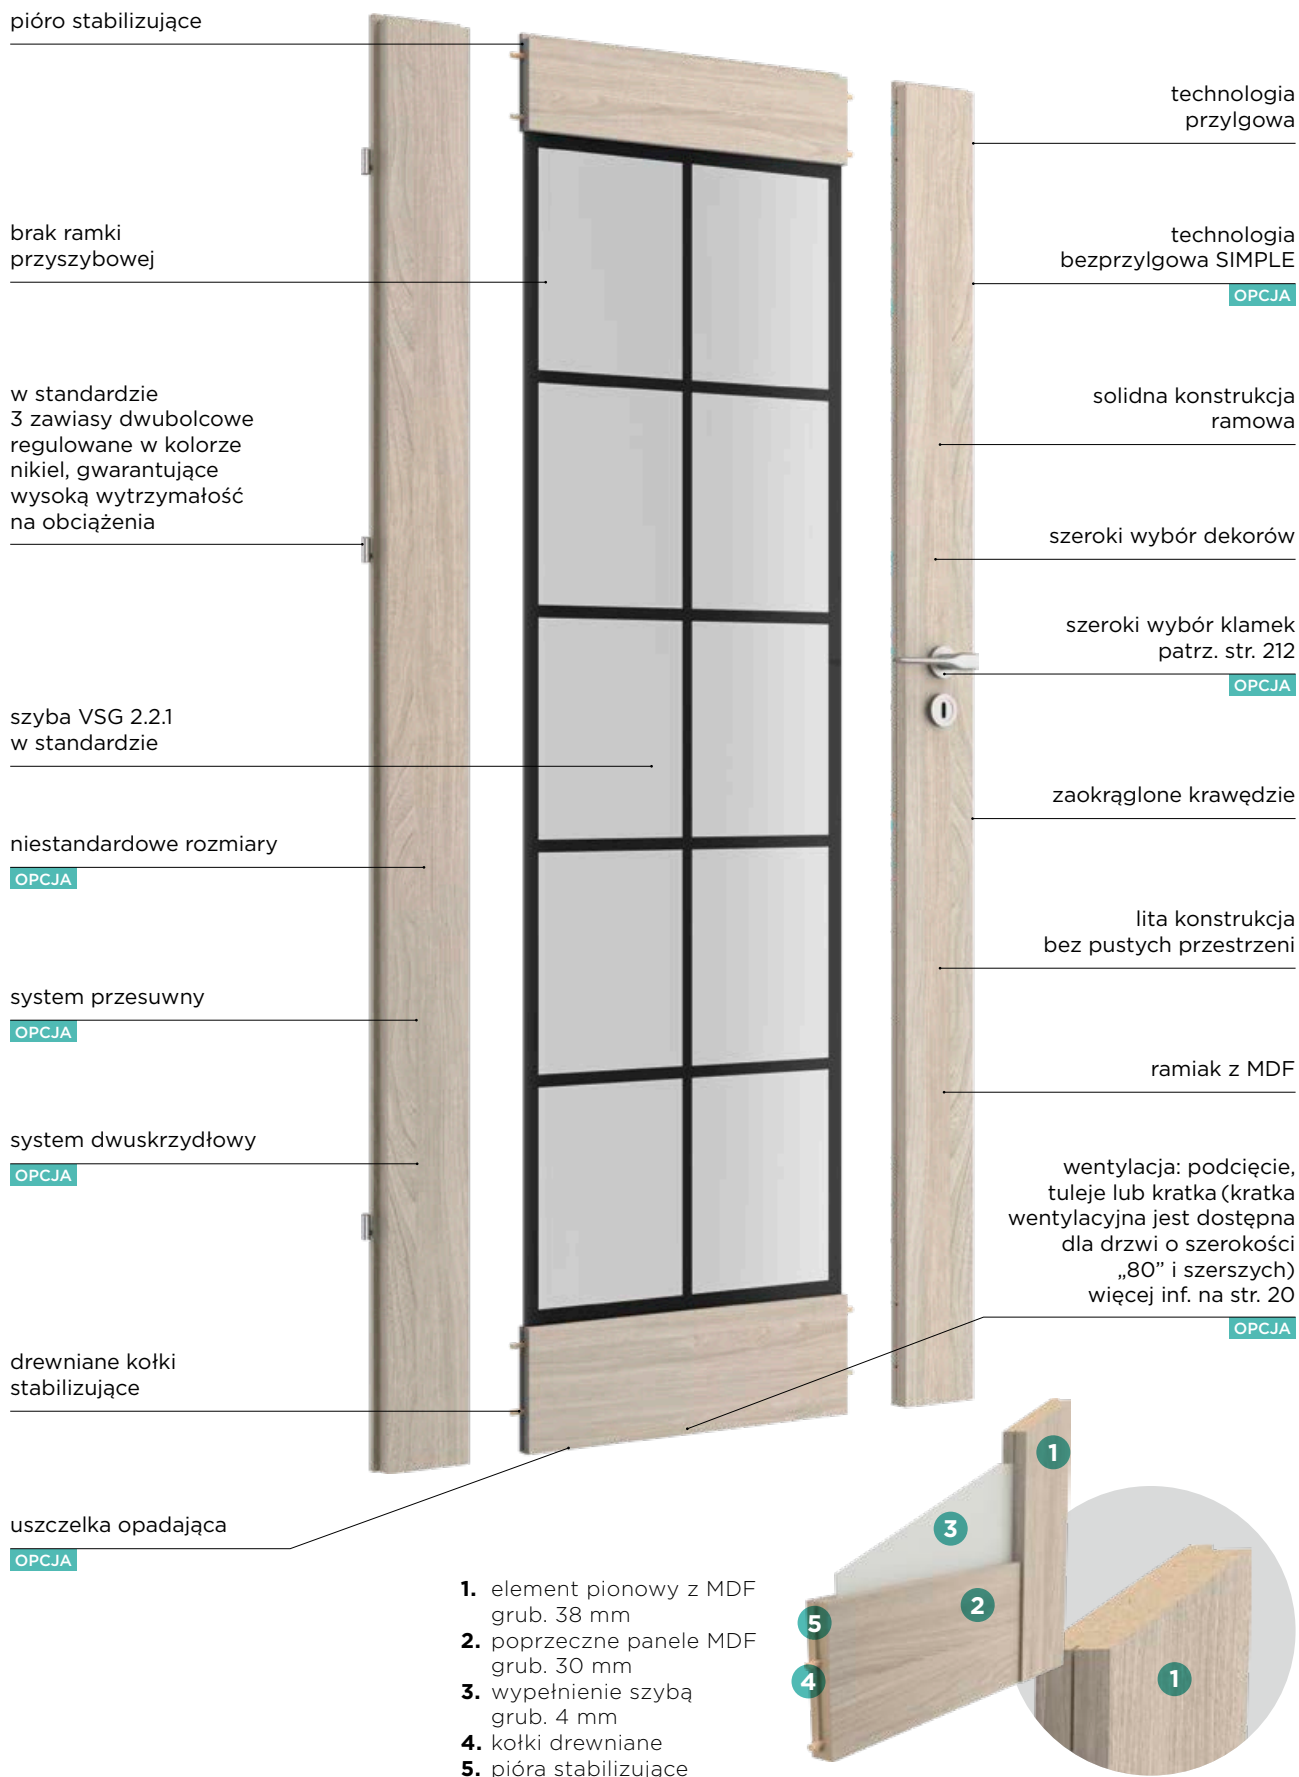 pióro stabilizujące
brak ramki
przyszybowej
w standardzie
3 zawiasy dwubolcowe
regulowane w kolorze
nikiel, gwarantujące
wysoką wytrzymałość
na obciążenia
szyba VSG 2.2.1
w standardzie
niestandardowe rozmiary
OPCJA
system przesuwny
OPCJA
system dwuskrzydłowy
OPCJA
drewniane kołki
stabilizujące
uszczelka opadająca
OPCJA
technologia
przylgowa
technologia
bezprzylgowa SIMPLE
OPCJA
solidna konstrukcja
ramowa
szeroki wybór dekorów
szeroki wybór klamek
patrz. str. 212
OPCJA
zaokrąglone krawędzie
lita konstrukcja
bez pustych przestrzeni
ramiak z MDF
wentylacja: podcięcie,
tuleje lub kratka (kratka
wentylacyjna jest dostępna
dla drzwi o szerokości
„80” i szerszych)
więcej inf. na str. 20
OPCJA
1. element pionowy z MDF
grub. 38 mm
2. poprzeczne panele MDF
grub. 30 mm
3. wypełnienie szybą
grub. 4 mm
4. kołki drewniane
5. pióra stabilizujące
1
3
2
5
4
1